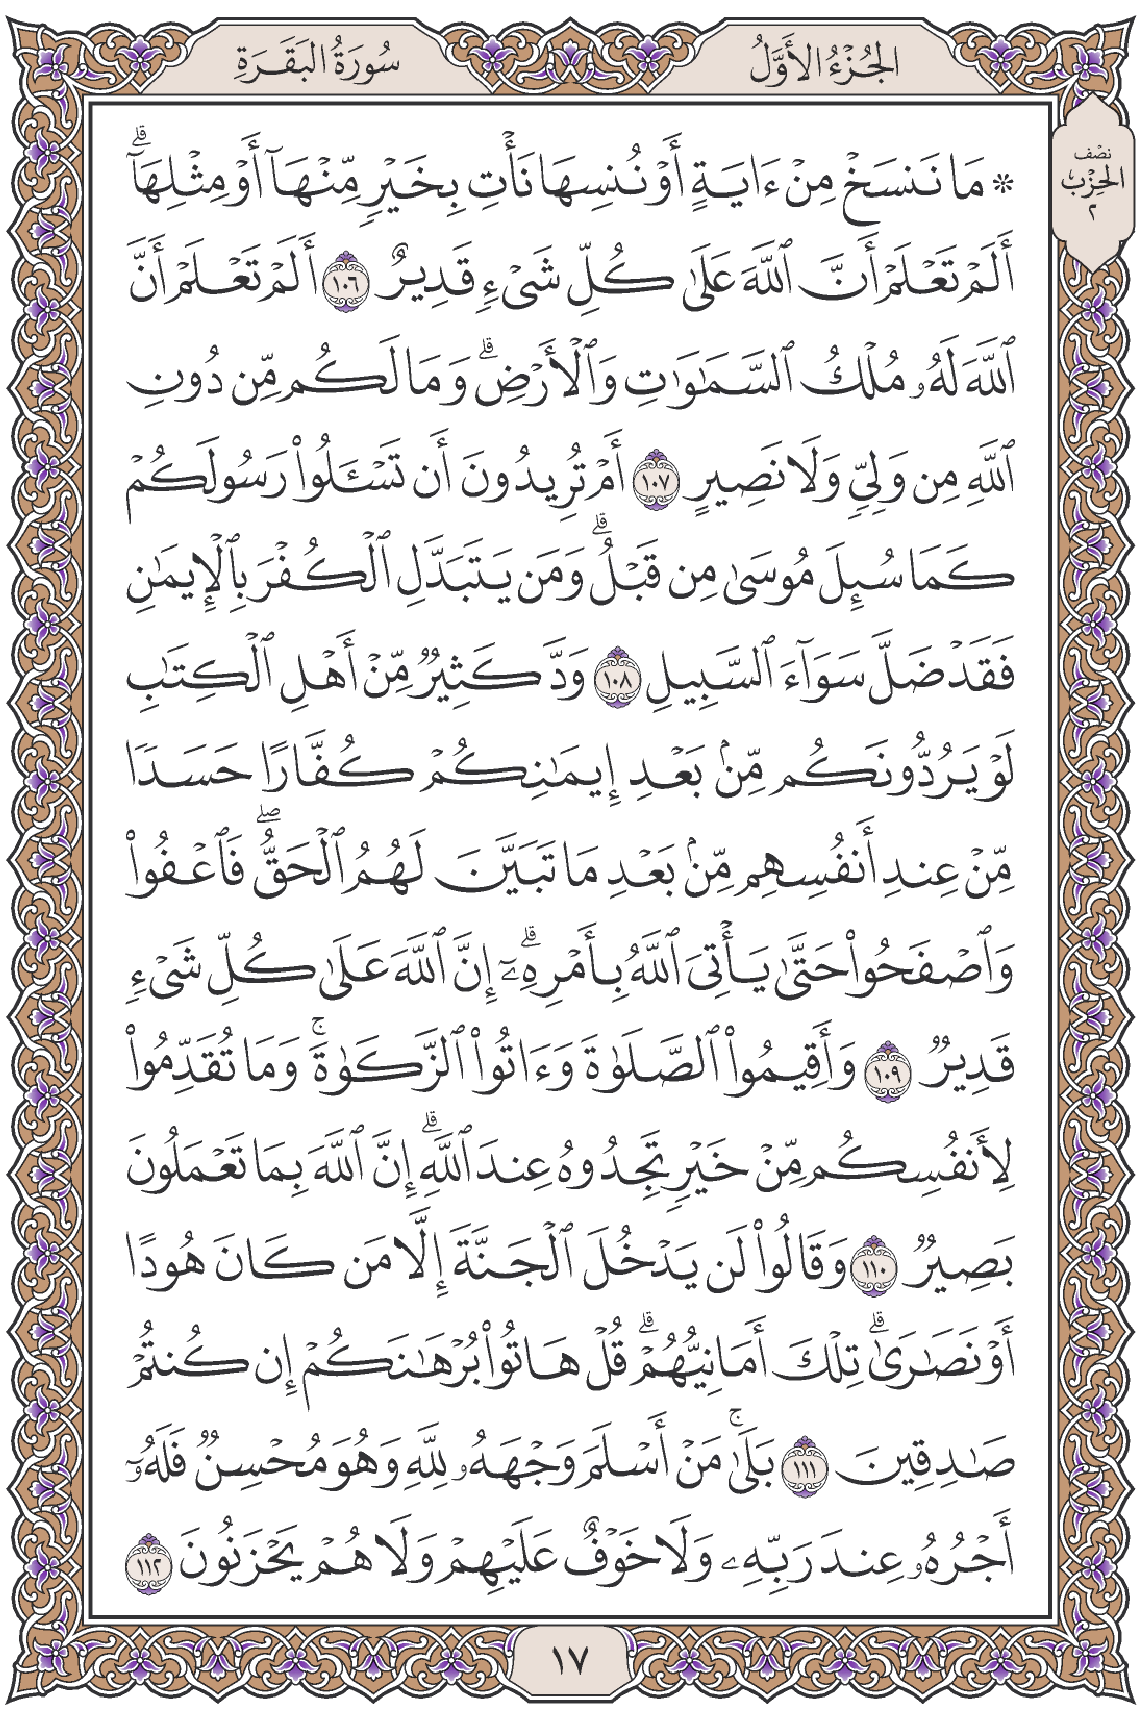 الجُزْءُ الأَوَّلُ
سُورَةُ البَقَرَةِ
نصْف
الحِزْبُ
٢
۞ مَا نَنسَخْ مِنْ ءَايَةٍ أَوْ نُنسِهَا نَأْتِ بِخَيْرٍ مِّنْهَآ أَوْ مِثْلِهَآۗ
أَلَمْ تَعْلَمْ أَنَّ ٱللَّهَ عَلَىٰ كُلِّ شَىْءٍ قَدِيرٌ ١٠٦ أَلَمْ تَعْلَمْ أَنَّ
ٱللَّهَ لَهُۥ مُلْكُ ٱلسَّمَٰوَٰتِ وَٱلْأَرْضِۗ وَمَا لَكُم مِّن دُونِ
ٱللَّهِ مِن وَلِىٍّ وَلَا نَصِيرٍ ١٠٧ أَمْ تُرِيدُونَ أَن تَسْـَٔلُوا۟ رَسُولَكُمْ
كَمَا سُئِلَ مُوسَىٰ مِن قَبْلُۗ وَمَن يَتَبَدَّلِ ٱلْكُفْرَ بِٱلْإِيمَٰنِ
فَقَدْ ضَلَّ سَوَآءَ ٱلسَّبِيلِ ١٠٨ وَدَّ كَثِيرٌ مِّنْ أَهْلِ ٱلْكِتَٰبِ
لَوْ يَرُدُّونَكُم مِّنۢ بَعْدِ إِيمَٰنِكُمْ كُفَّارًا حَسَدًا
مِّنْ عِندِ أَنفُسِهِم مِّنۢ بَعْدِ مَا تَبَيَّنَ لَهُمُ ٱلْحَقُّۖ فَٱعْفُوا۟
وَٱصْفَحُوا۟ حَتَّىٰ يَأْتِىَ ٱللَّهُ بِأَمْرِهِۦٓۗ إِنَّ ٱللَّهَ عَلَىٰ كُلِّ شَىْءٍ
قَدِيرٌ ١٠٩ وَأَقِيمُوا۟ ٱلصَّلَوٰةَ وَءَاتُوا۟ ٱلزَّكَوٰةَۚ وَمَا تُقَدِّمُوا۟
لِأَنفُسِكُم مِّنْ خَيْرٍ تَجِدُوهُ عِندَ ٱللَّهِۗ إِنَّ ٱللَّهَ بِمَا تَعْمَلُونَ
بَصِيرٌ ١١٠ وَقَالُوا۟ لَن يَدْخُلَ ٱلْجَنَّةَ إِلَّا مَن كَانَ هُودًا
أَوْ نَصَٰرَىٰۗ تِلْكَ أَمَانِيُّهُمْۗ قُلْ هَاتُوا۟ بُرْهَٰنَكُمْ إِن كُنتُمْ
صَٰدِقِينَ ١١١ بَلَىٰۚ مَنْ أَسْلَمَ وَجْهَهُۥ لِلَّهِ وَهُوَ مُحْسِنٌ فَلَهُۥٓ
أَجْرُهُۥ عِندَ رَبِّهِۦ وَلَا خَوْفٌ عَلَيْهِمْ وَلَا هُمْ يَحْزَنُونَ ١١٢
١٧